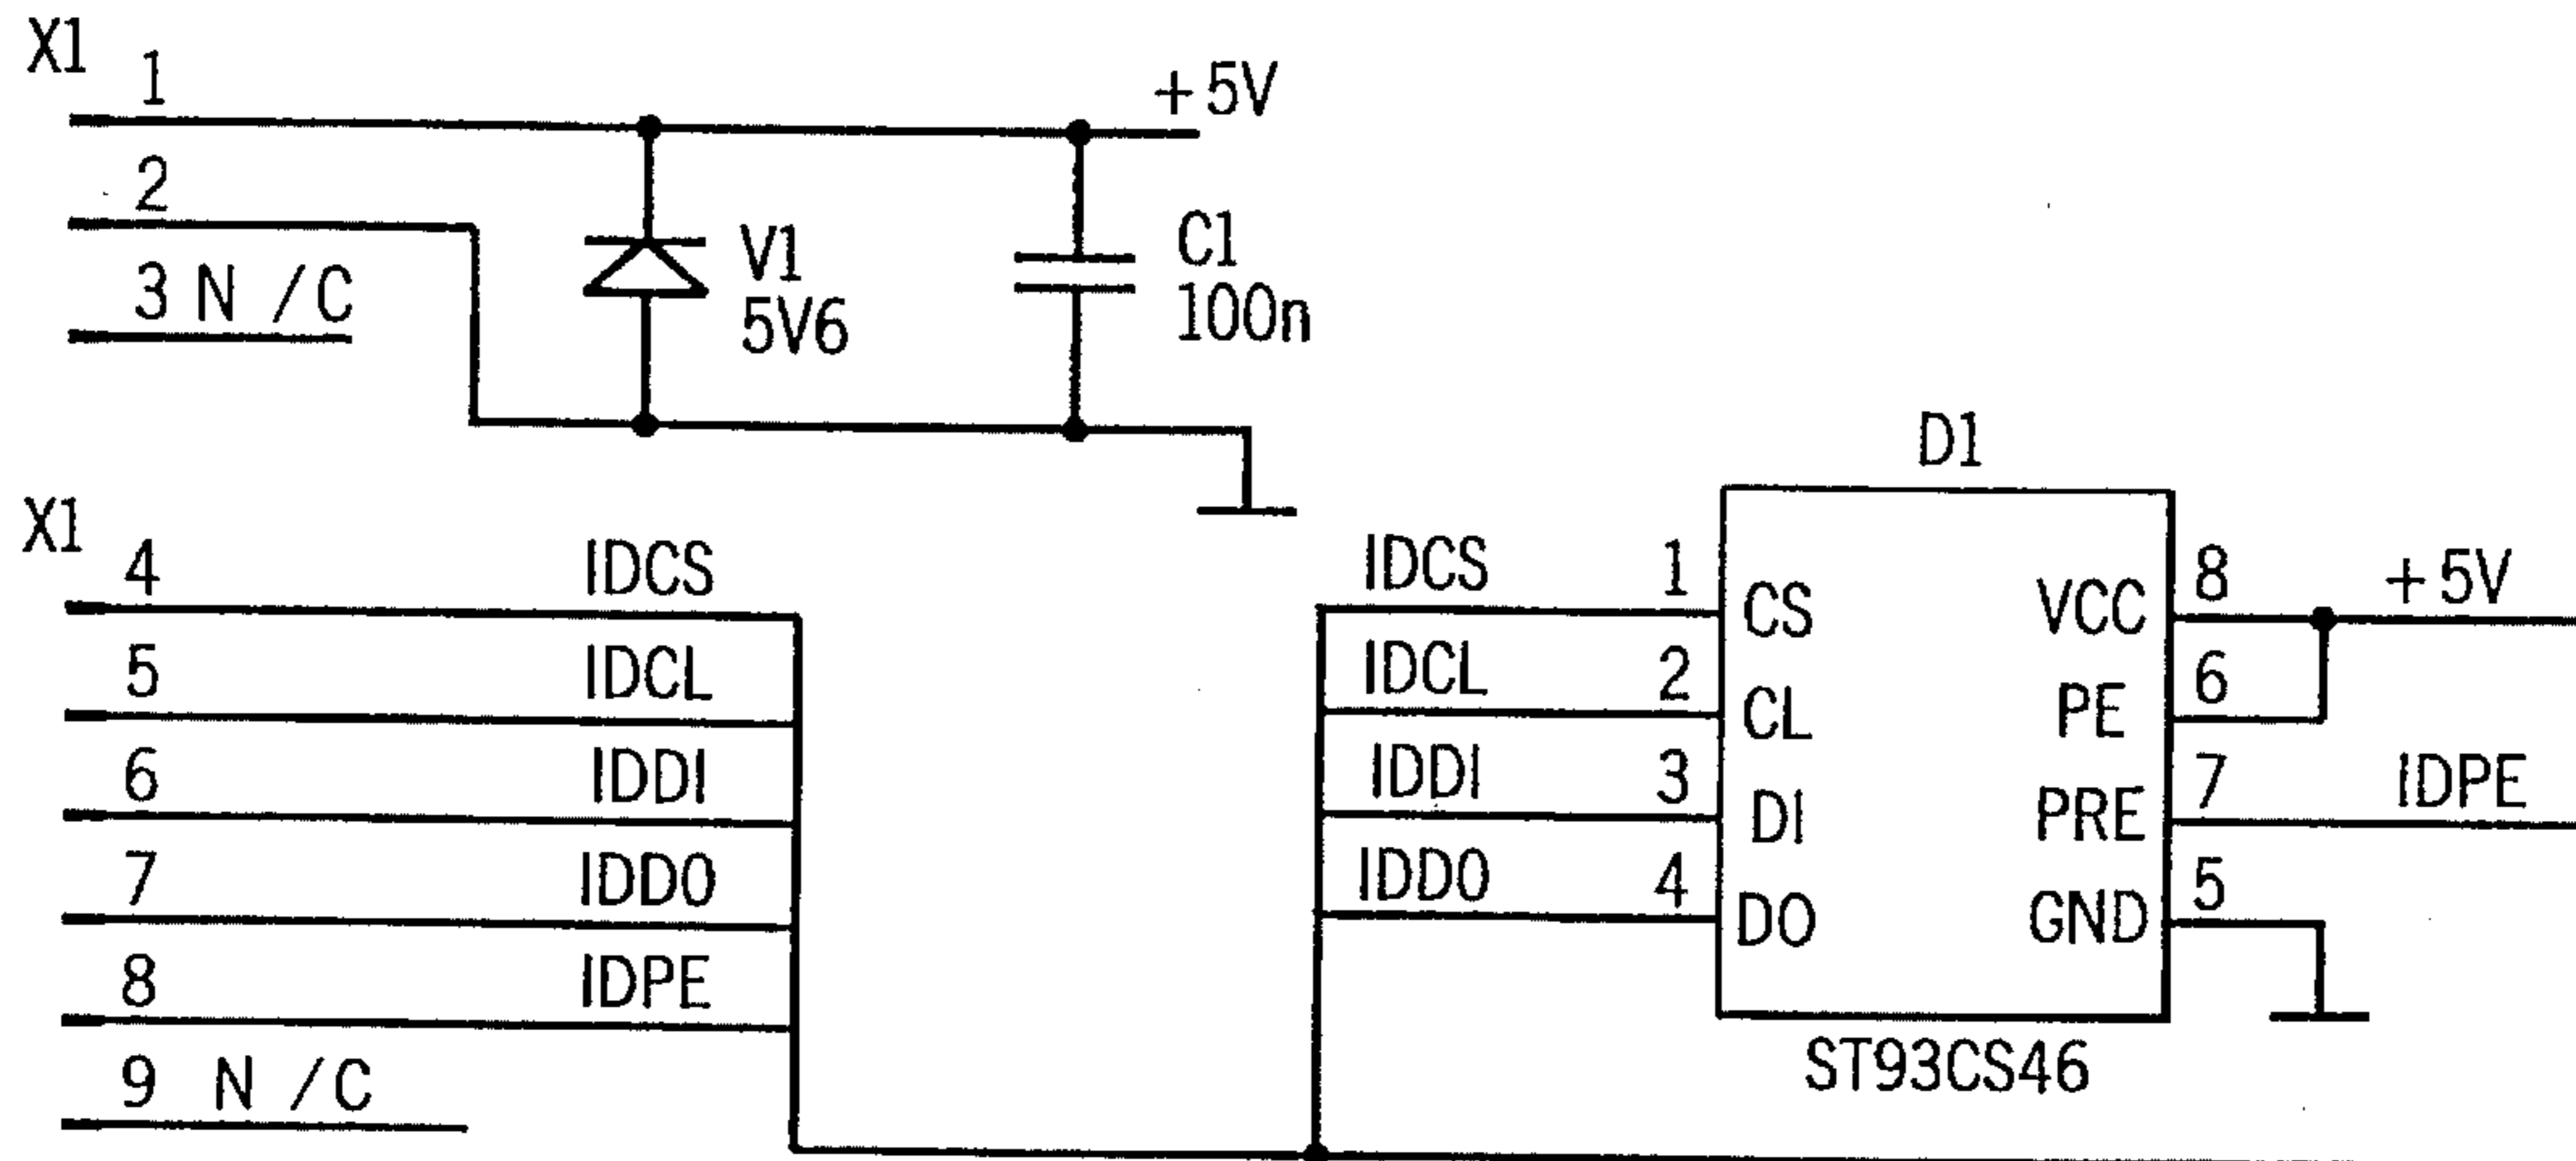 X1
1
+5V
2
3 N /C
V1
5V6
C1
100n
X1
4 IDCS
5 IDCL
6 IDDI
7 IDDO
8 IDPE
9 N /C
D1
IDCS 1 CS VCC 8 +5V
IDCL 2 CL PE 6
IDDI 3 DI PRE 7 IDPE
IDDO 4 DO GND 5
ST93CS46